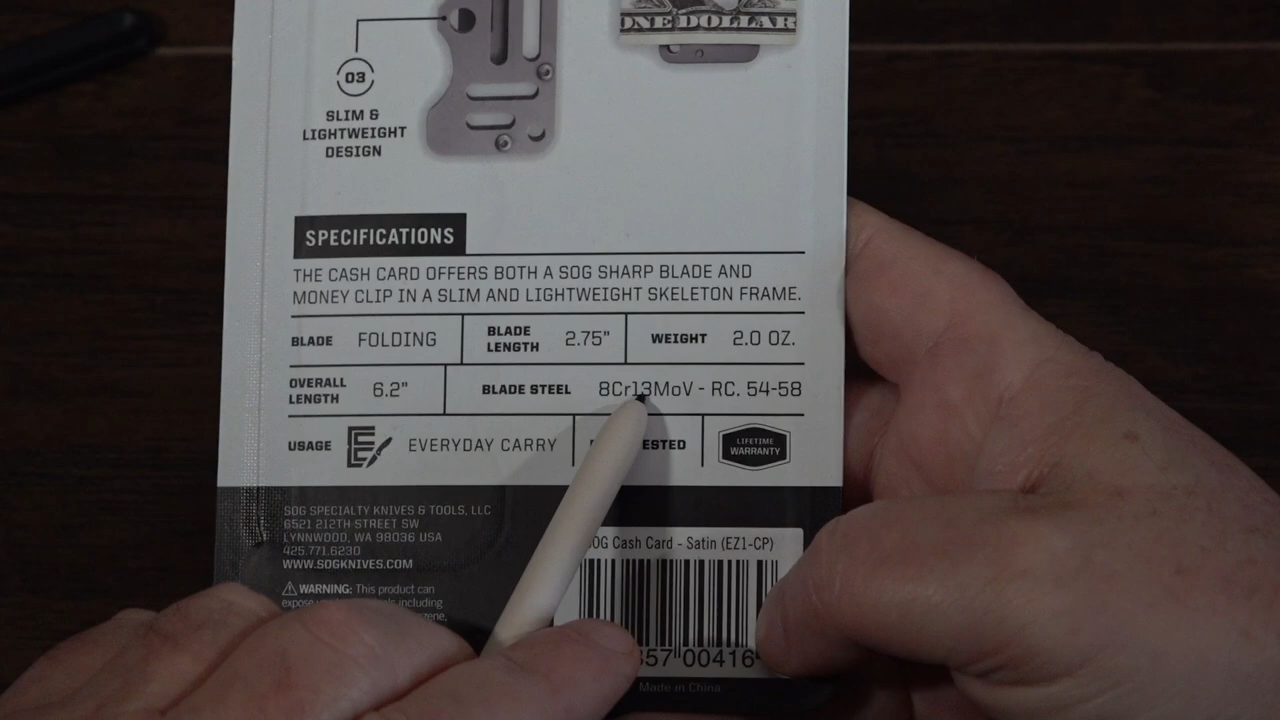 ONE DOLLAR
03
SLIM &
LIGHTWEIGHT
DESIGN
SPECIFICATIONS
THE CASH CARD OFFERS BOTH A SOG SHARP BLADE AND
MONEY CLIP IN A SLIM AND LIGHTWEIGHT SKELETON FRAME.
BLADE FOLDING BLADE LENGTH 2.75" WEIGHT 2.0 OZ.
OVERALL LENGTH 6.2" BLADE STEEL 8Cr13MoV - RC. 54-58
USAGE EVERYDAY CARRY LIFETIME WARRANTY
SOG SPECIALTY KNIVES & TOOLS, LLC
6521 212TH STREET SW
LYNNWOOD, WA 98036 USA
425.771.6230
WWW.SOGKNIVES.COM
WARNING: This product can
expose including
SOG Cash Card - Satin (EZ1-CP)
57 00416
Made in China